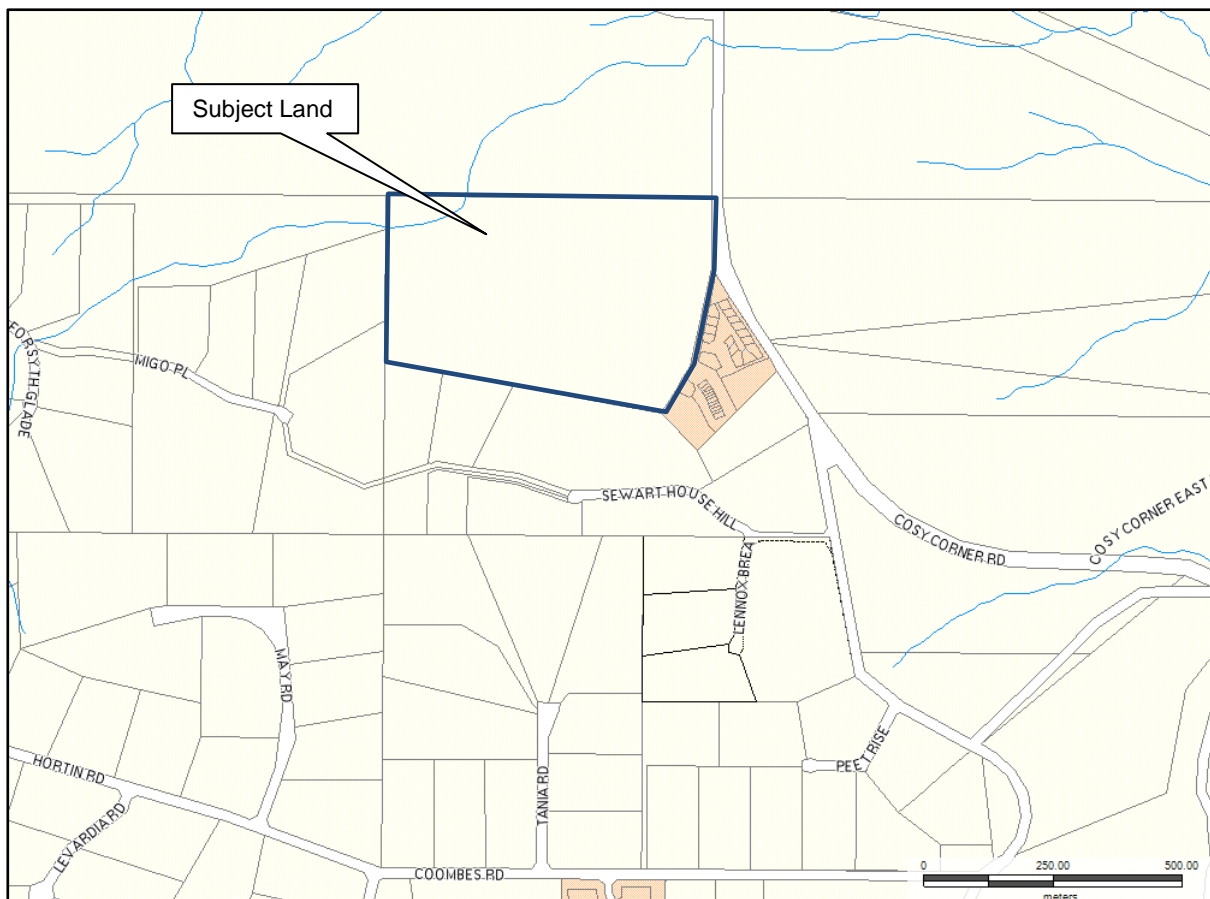 Subject Land
FORSYTH GLADE
MIGO PL
SEWART HOUSE HILL
COSY CORNER RD
COSY CORNER EAST
LENNOX BREA
MAY RD
PEET RISE
HORTIN RD
TANIA RD
LEVARDIA RD
COOMBES RD
0 250.00 500.00
meters